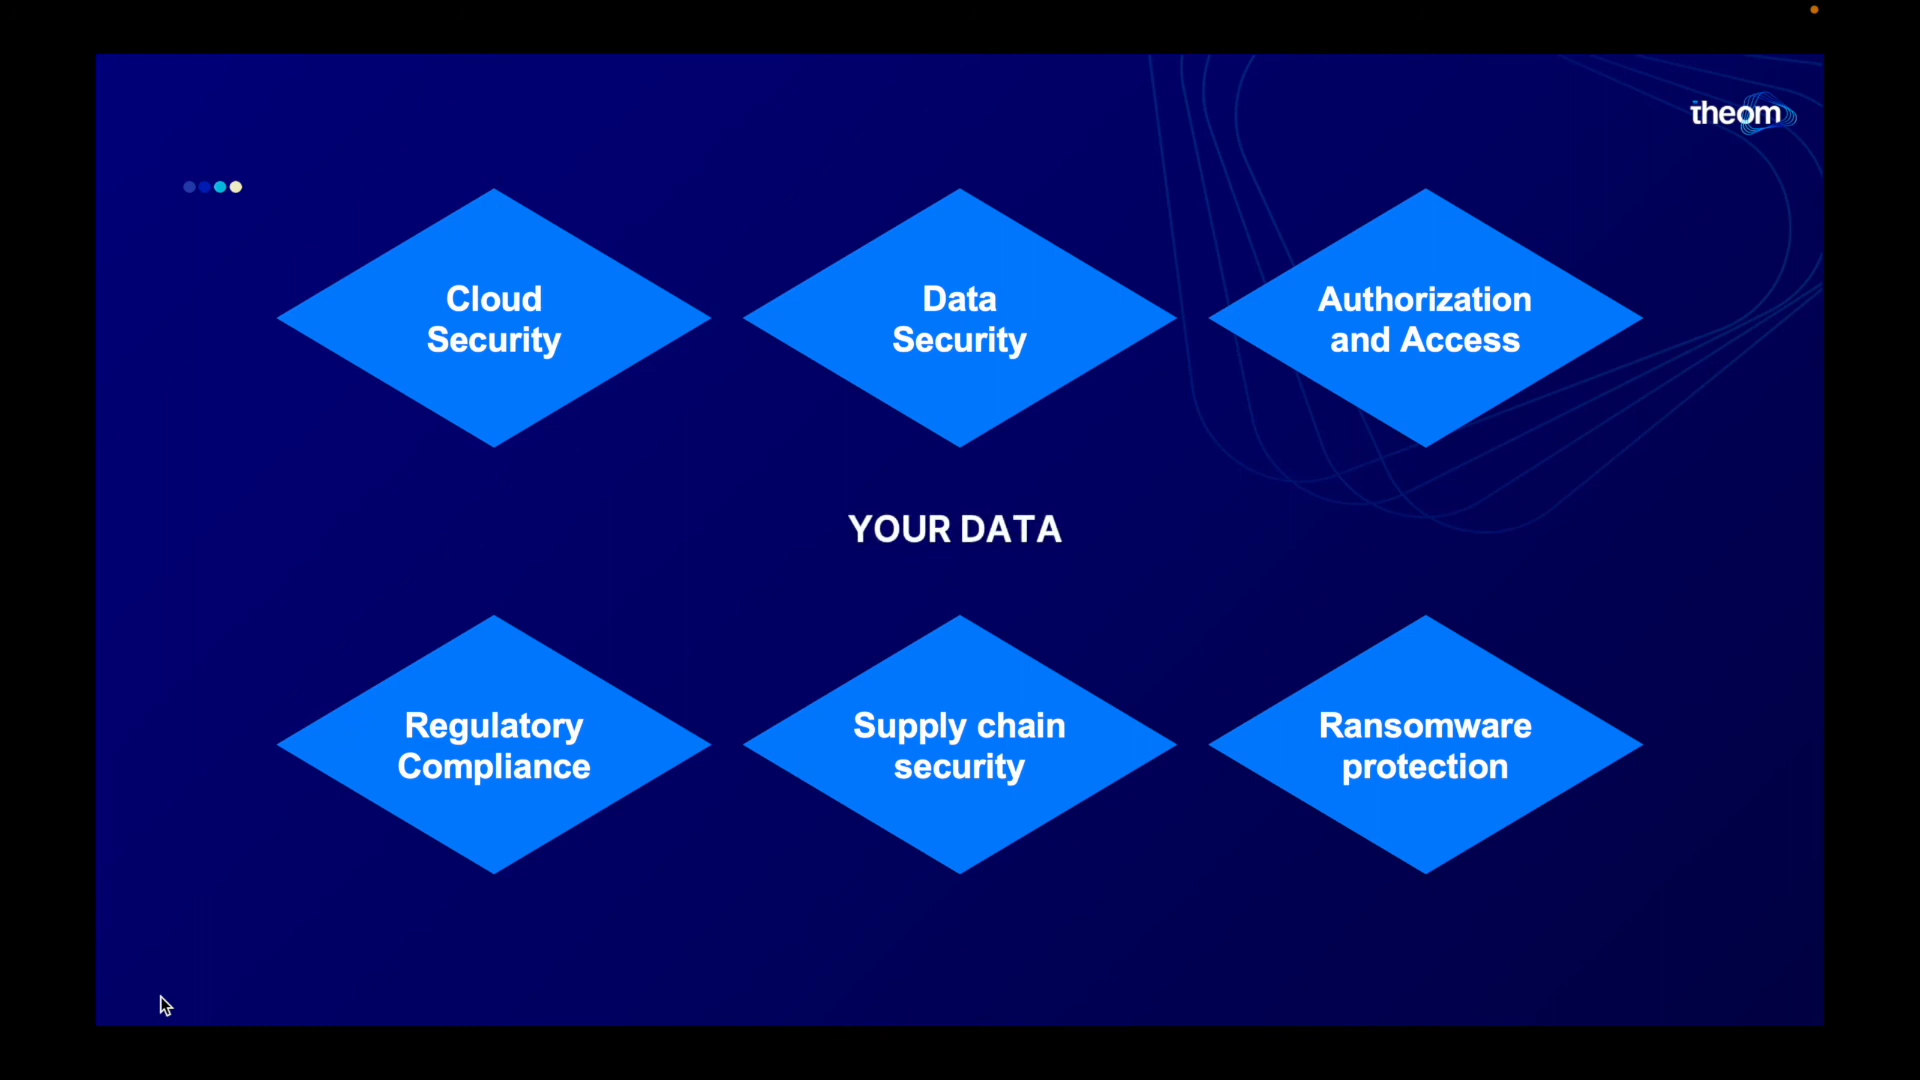 theom
Cloud
Security
Data
Security
Authorization
and Access
YOUR DATA
Regulatory
Compliance
Supply chain
security
Ransomware
protection